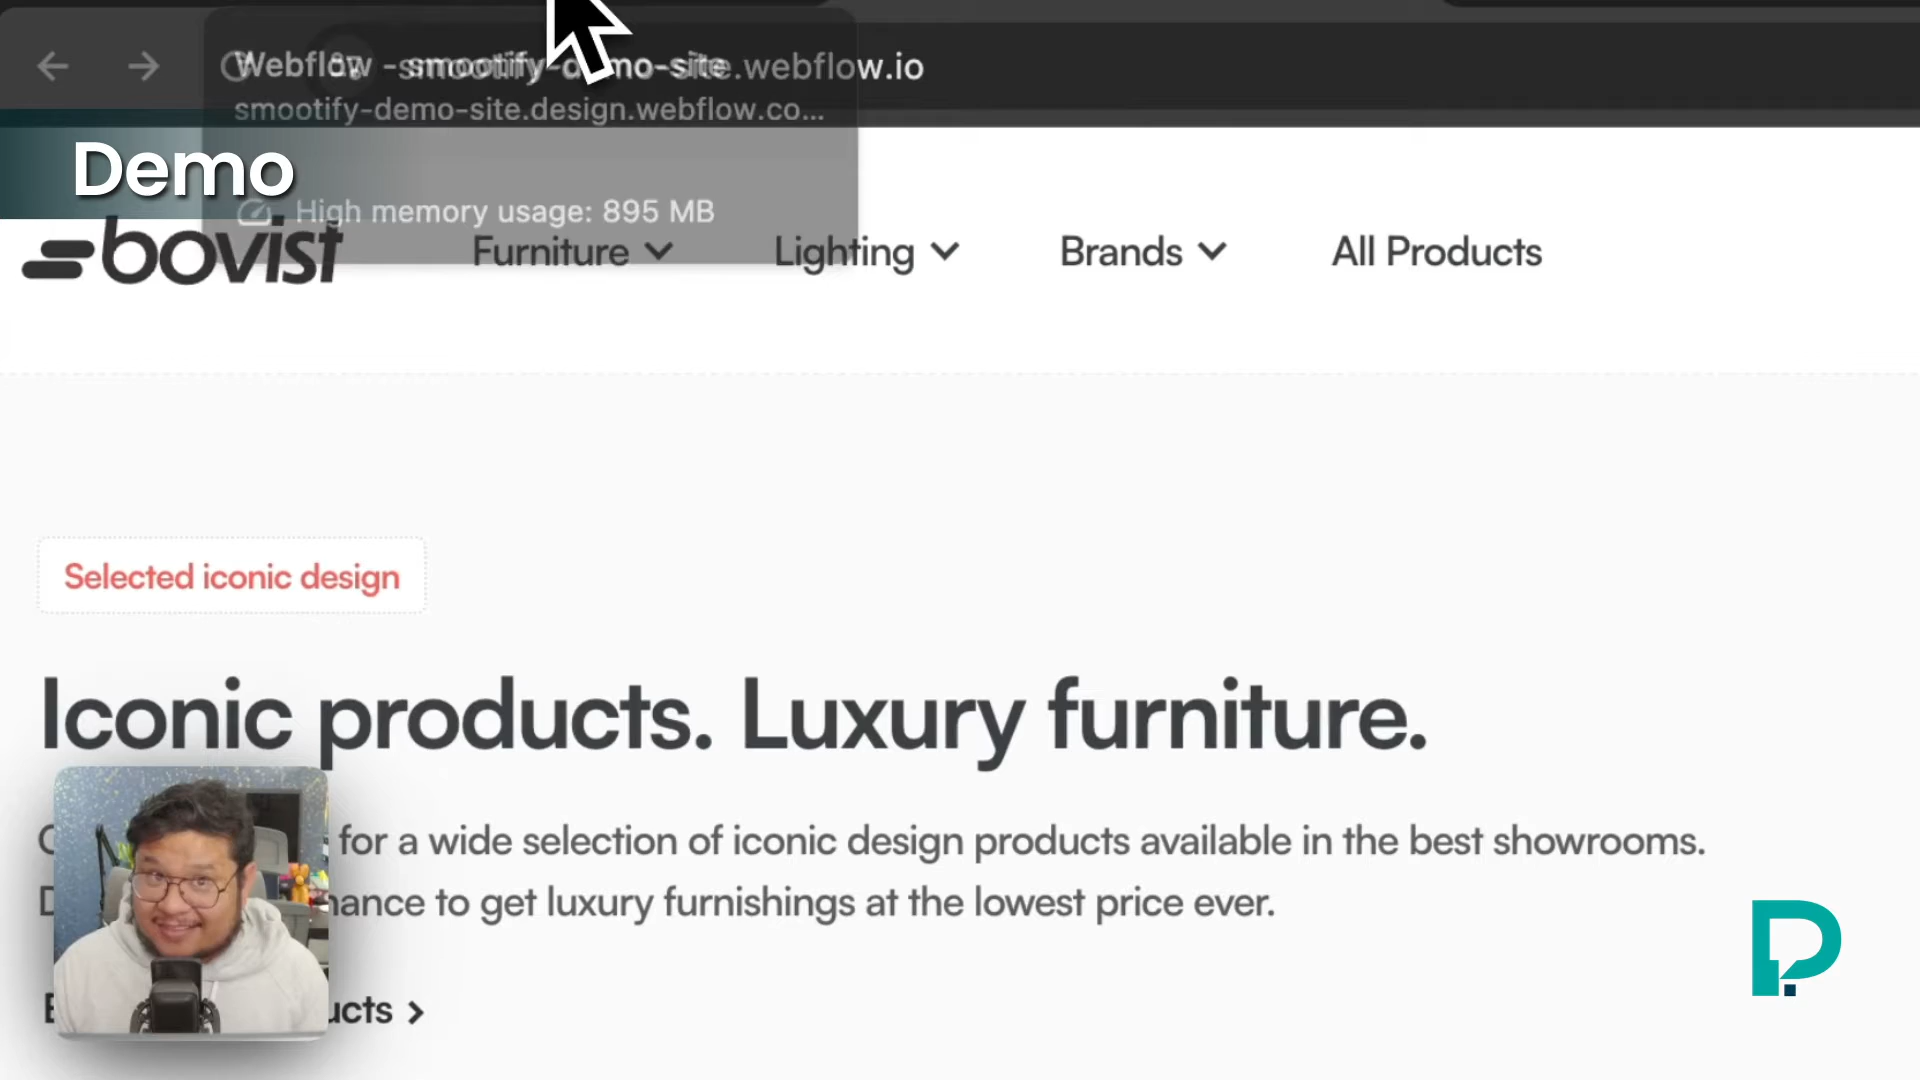 Webflow - smootify-demo-site.webflow.io
smootify-demo-site.design.webflow.co...
Demo
High memory usage: 895 MB
bovist
Furniture
Lighting
Brands
All Products
Selected iconic design
Iconic products. Luxury furniture.
for a wide selection of iconic design products available in the best showrooms.
to get luxury furnishings at the lowest price ever.